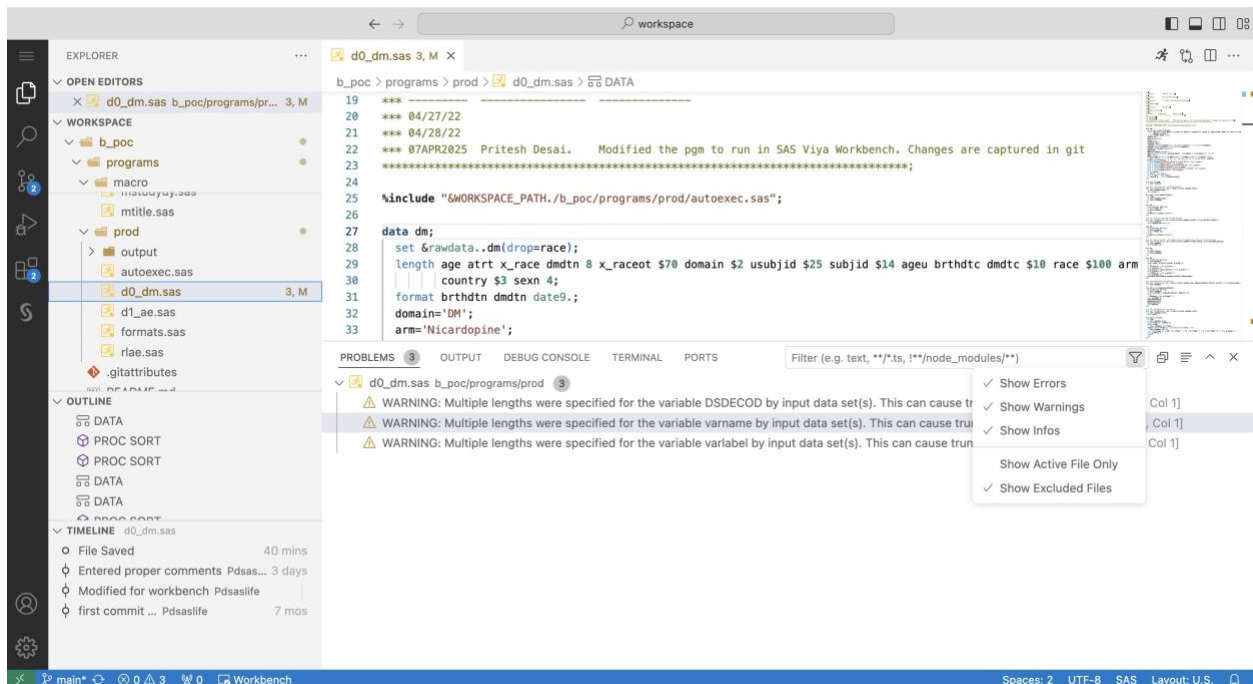 workspace
EXPLORER
OPEN EDITORS
d0_dm.sas b_poc/programs/pr... 3, M
WORKSPACE
b_poc
programs
macro
mstudydy.sas
mtitle.sas
prod
output
autoexec.sas
d0_dm.sas 3, M
d1_ae.sas
formats.sas
rlae.sas
.gitattributes
README.md
OUTLINE
DATA
PROC SORT
PROC SORT
DATA
DATA
PROC SORT
TIMELINE d0_dm.sas
File Saved 40 mins
Entered proper comments Pdsas... 3 days
Modified for workbench Pdsaslife
first commit ... Pdsaslife 7 mos
d0_dm.sas 3, M
b_poc > programs > prod > d0_dm.sas > DATA
19 *** --------- ---------------- --------------
20 *** 04/27/22
21 *** 04/28/22
22 *** 07APR2025 Pritesh Desai. Modified the pgm to run in SAS Viya Workbench. Changes are captured in git
23 *******************************************************************************;
24
25 %include "&WORKSPACE_PATH./b_poc/programs/prod/autoexec.sas";
26
27 data dm;
28 set &rawdata..dm(drop=race);
29 length age atrt x_race dmdtn 8 x_raceot $70 domain $2 usubjid $25 subjid $14 ageu brthdtc dmdtc $10 race $100 arm
30 country $3 sexn 4;
31 format brthdtn dmdtn date9.;
32 domain='DM';
33 arm='Nicardopine';
PROBLEMS 3 OUTPUT DEBUG CONSOLE TERMINAL PORTS Filter (e.g. text, **/*.ts, !**/node_modules/**)
d0_dm.sas b_poc/programs/prod 3
WARNING: Multiple lengths were specified for the variable DSDECOD by input data set(s). This can cause tr Col 1]
WARNING: Multiple lengths were specified for the variable varname by input data set(s). This can cause trun , Col 1]
WARNING: Multiple lengths were specified for the variable varlabel by input data set(s). This can cause trun Col 1]
Show Errors
Show Warnings
Show Infos
Show Active File Only
Show Excluded Files
2
2
main* 0 3 0 Workbench Spaces: 2 UTF-8 SAS Layout: U.S.